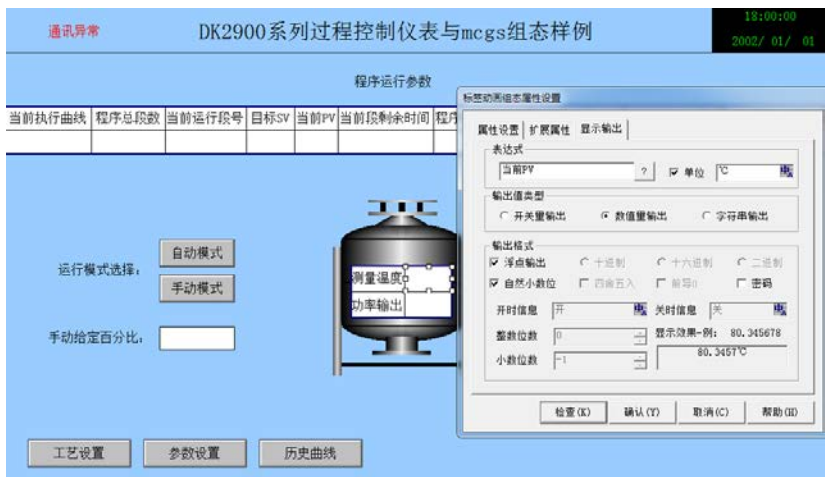 通讯异常
DK2900系列过程控制仪表与mcgs组态样例
18:00:00
2002/ 01/ 01
程序运行参数
当前执行曲线 程序总段数 当前运行段号 目标SV 当前PV 当前段剩余时间 程序
运行模式选择:
自动模式
手动模式
手动给定百分比:
测量温度
功率输出
工艺设置 参数设置 历史曲线
标签动画组态属性设置
属性设置 扩展属性 显示输出
表达式
当前PV ? 单位 ℃
输出值类型
开关量输出 数值量输出 字符串输出
输出格式
浮点输出 十进制 十六进制 二进制
自然小数位 四舍五入 前导0 密码
开时信息 开 关时信息 关
整数位数 0 显示效果-例: 80.345678
小数位数 -1 80.3457℃
检查(K) 确认(Y) 取消(C) 帮助(H)